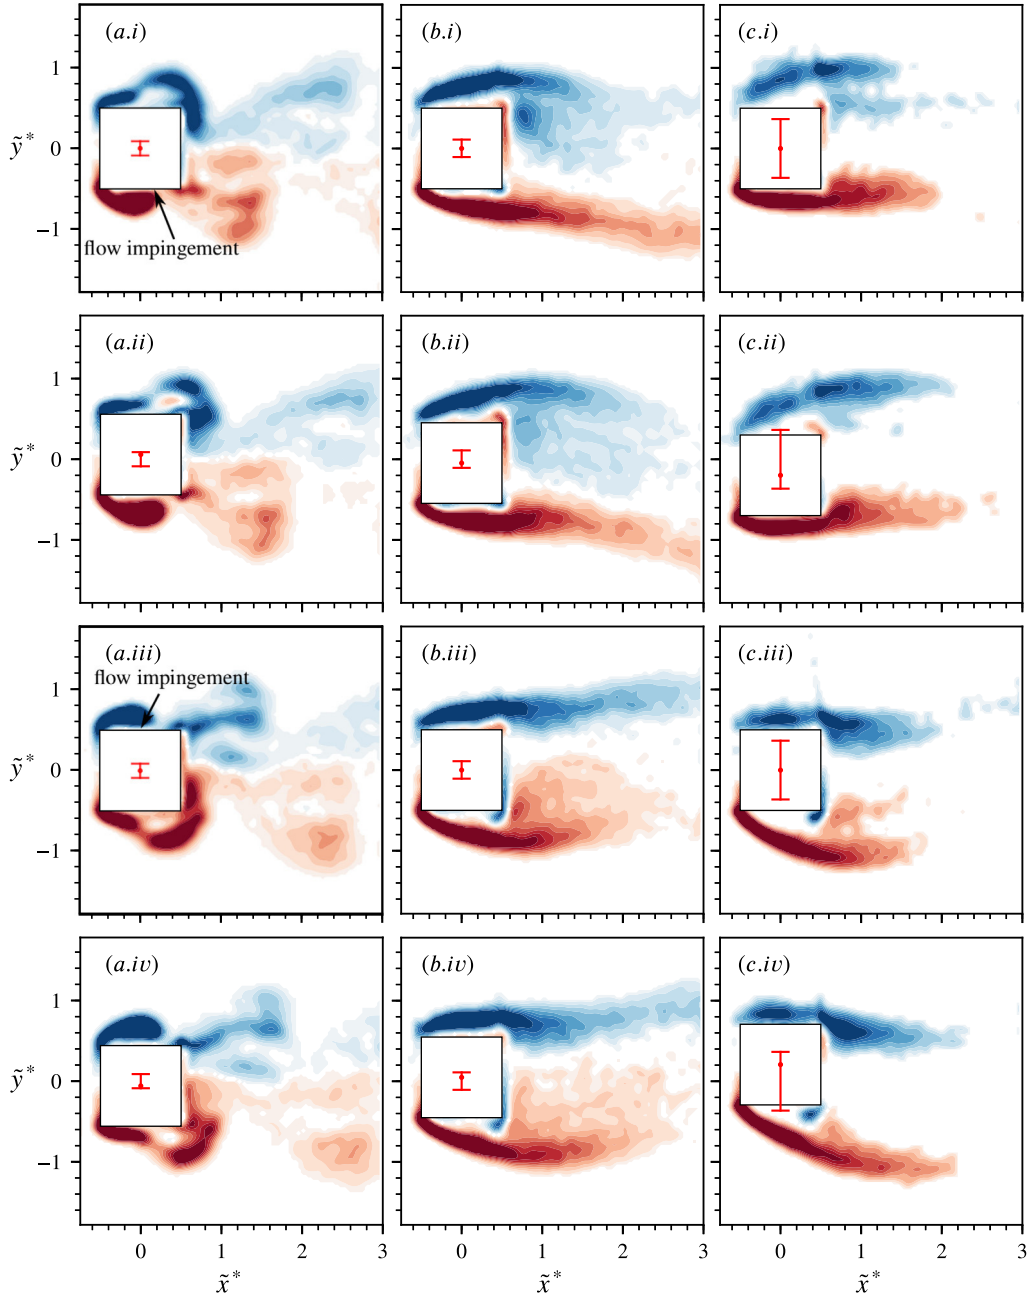 (a.i) (b.i) (c.i)
1
ỹ* 0
−1
flow impingement
(a.ii) (b.ii) (c.ii)
1
ỹ* 0
−1
(a.iii) (b.iii) (c.iii)
flow impingement
1
ỹ* 0
−1
(a.iv) (b.iv) (c.iv)
1
ỹ* 0
−1
0 1 2 3 0 1 2 3 0 1 2 3
x̃* x̃* x̃*